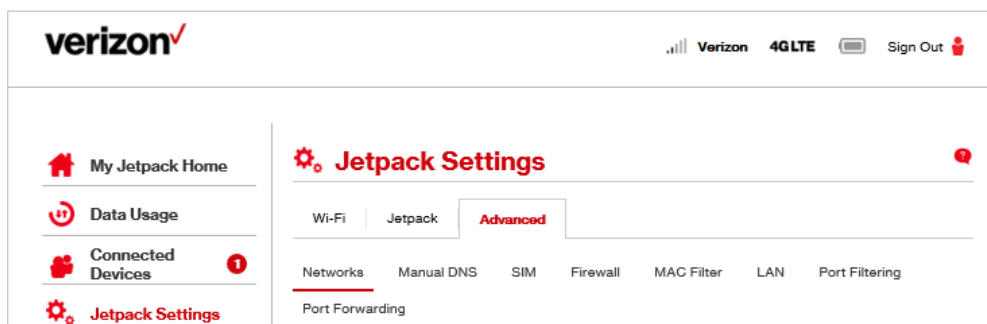 verizon
Verizon 4G LTE Sign Out
My Jetpack Home
Data Usage
Connected
Devices
1
Jetpack Settings
Jetpack Settings
?
Wi-Fi Jetpack Advanced
Networks Manual DNS SIM Firewall MAC Filter LAN Port Filtering
Port Forwarding